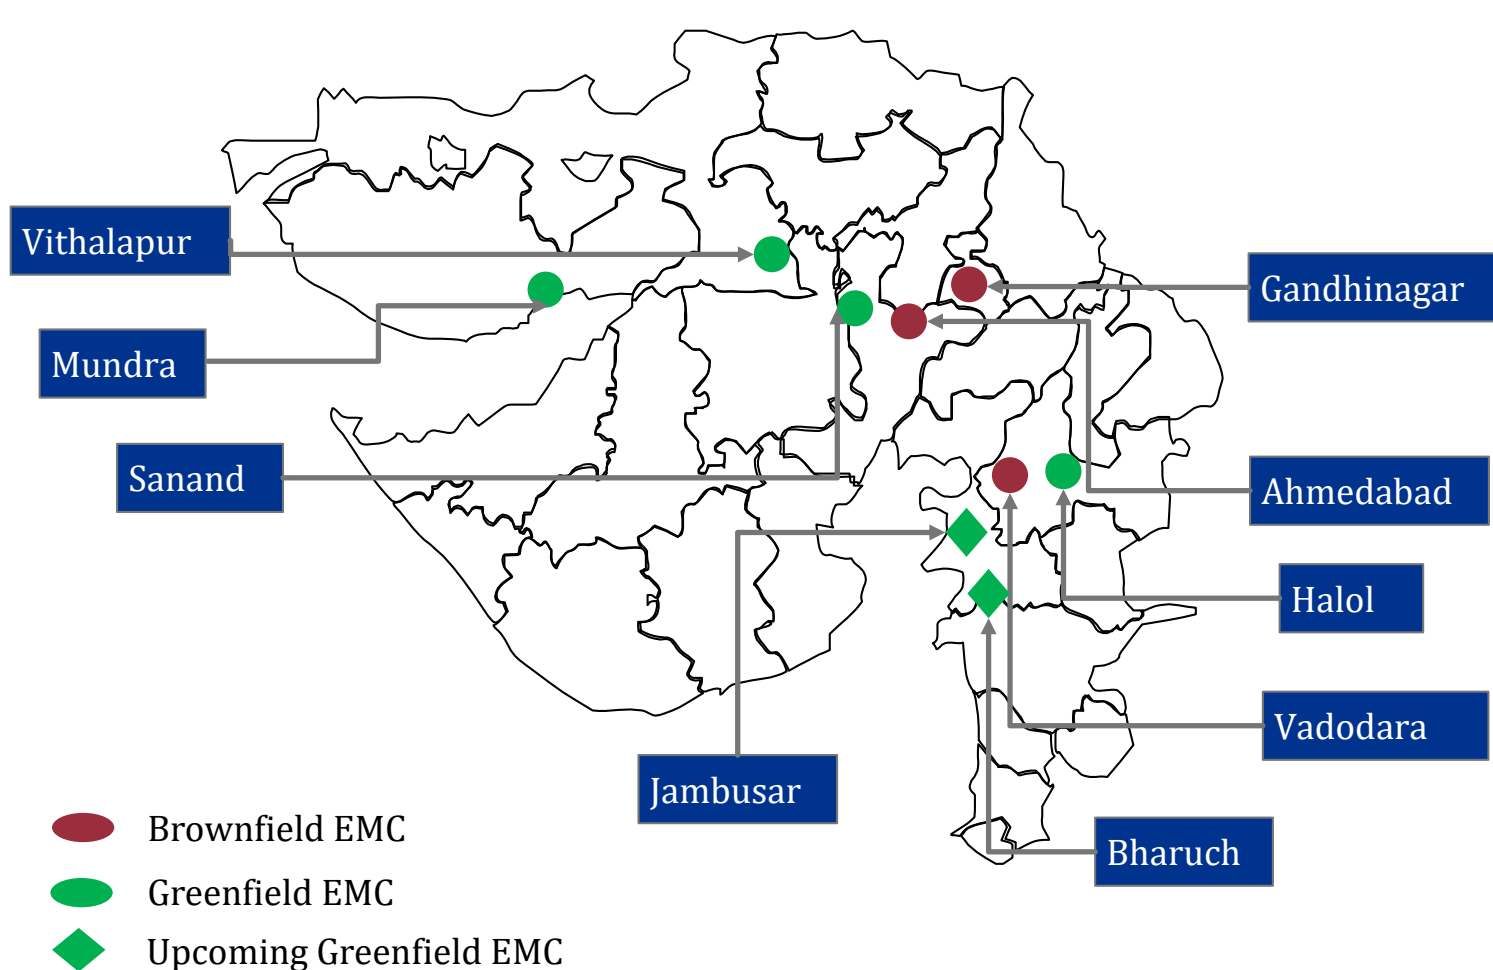 Vithalapur
Gandhinagar
Mundra
Sanand
Ahmedabad
Halol
Vadodara
Jambusar
Bharuch
Brownfield EMC
Greenfield EMC
Upcoming Greenfield EMC